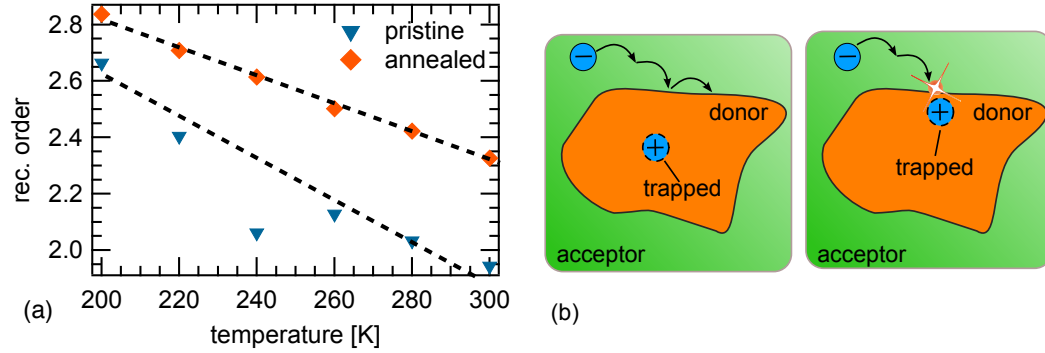 2.8
2.6
2.4
2.2
2.0
rec. order
pristine
annealed
200
220
240
260
280
300
temperature [K]
(a)
−
donor
+
trapped
acceptor
−
donor
+
trapped
acceptor
(b)